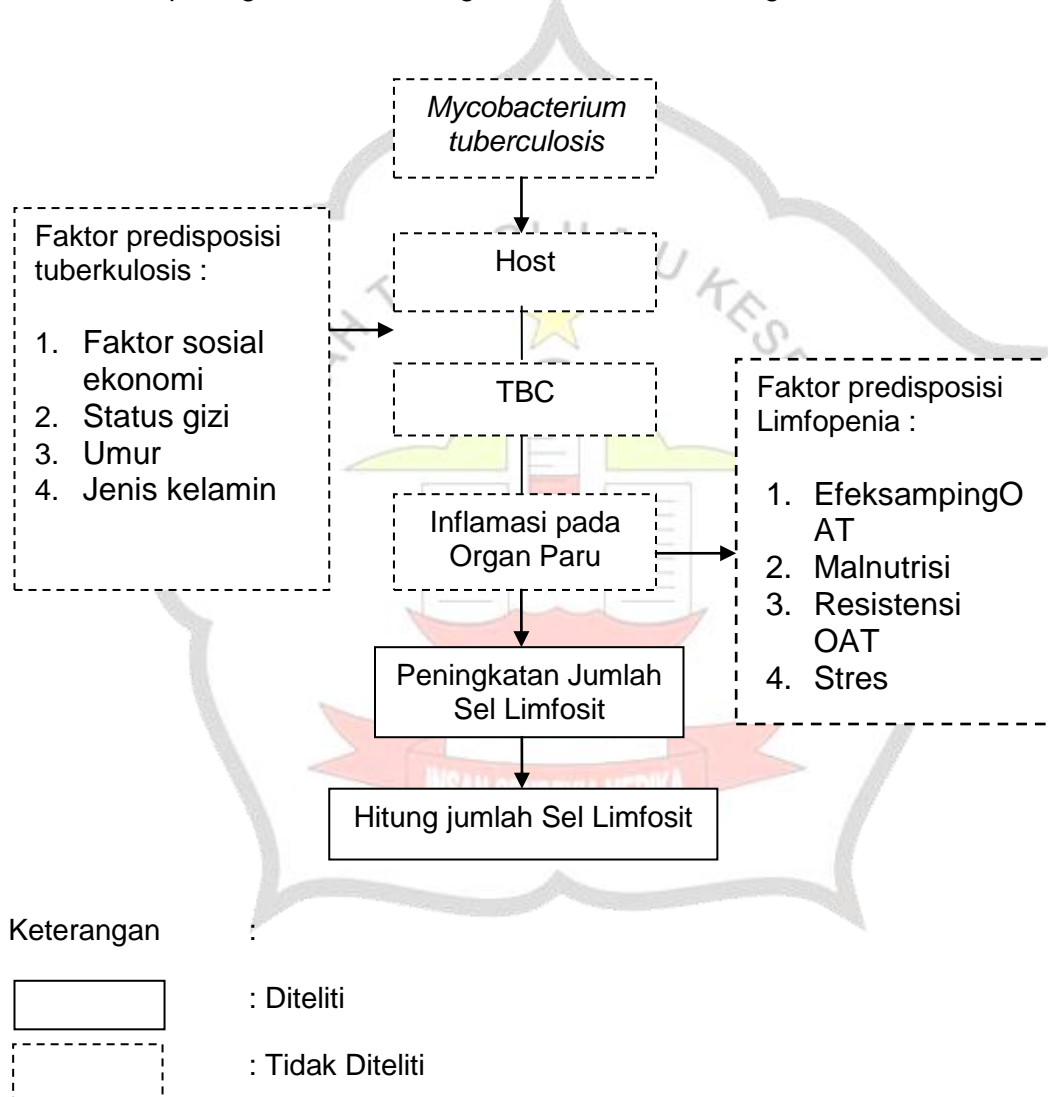 Mycobacterium
tuberculosis
Faktor predisposisi
tuberkulosis :
1. Faktor sosial
ekonomi
2. Status gizi
3. Umur
4. Jenis kelamin
Host
TBC
Inflamasi pada
Organ Paru
Faktor predisposisi
Limfopenia :
1. EfeksampingO
AT
2. Malnutrisi
3. Resistensi
OAT
4. Stres
Peningkatan Jumlah
Sel Limfosit
Hitung jumlah Sel Limfosit
Keterangan :
: Diteliti
: Tidak Diteliti